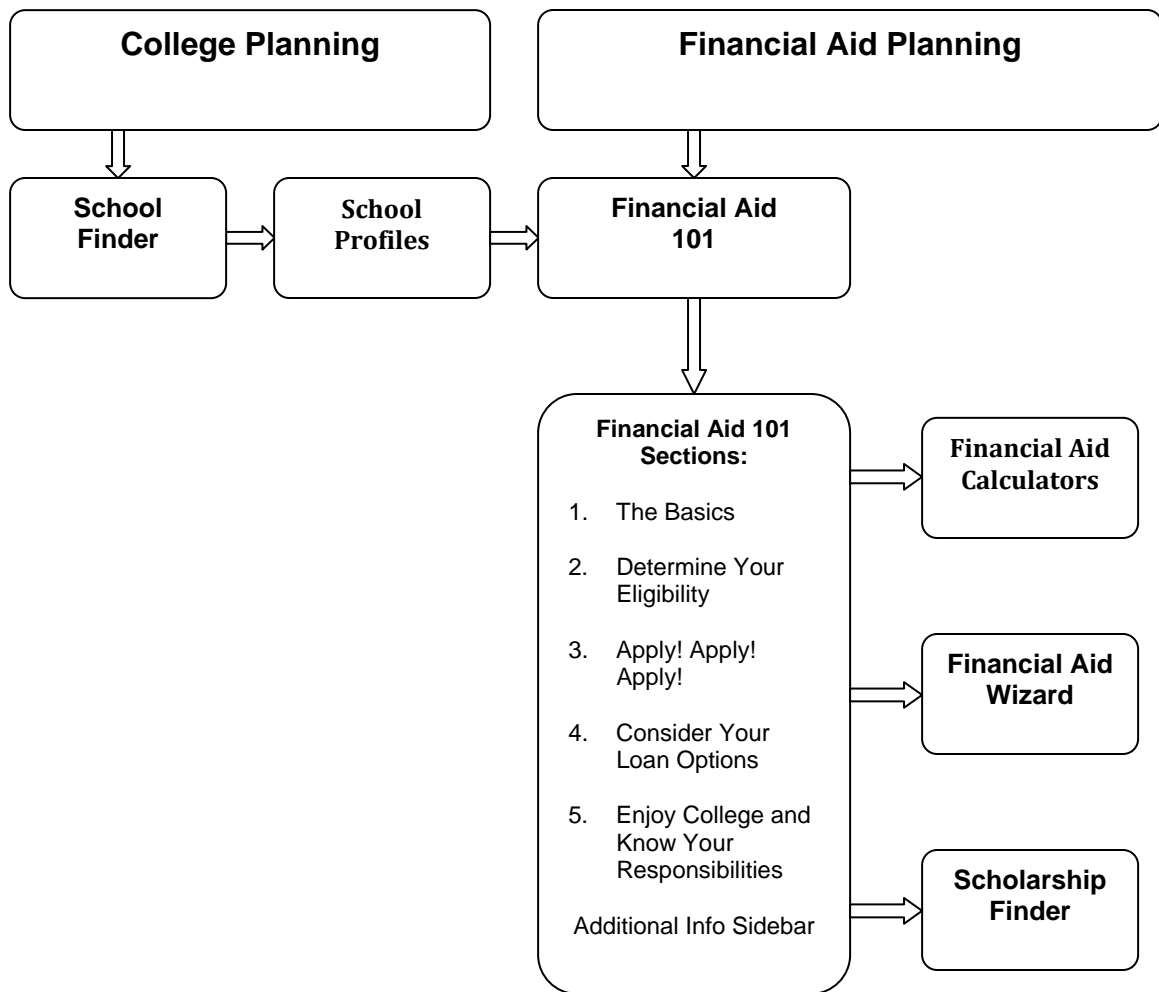 College Planning
Financial Aid Planning
School
Finder
School
Profiles
Financial Aid
101
Financial Aid 101
Sections:
1. The Basics
2. Determine Your
Eligibility
3. Apply! Apply!
Apply!
4. Consider Your
Loan Options
5. Enjoy College and
Know Your
Responsibilities
Additional Info Sidebar
Financial Aid
Calculators
Financial Aid
Wizard
Scholarship
Finder